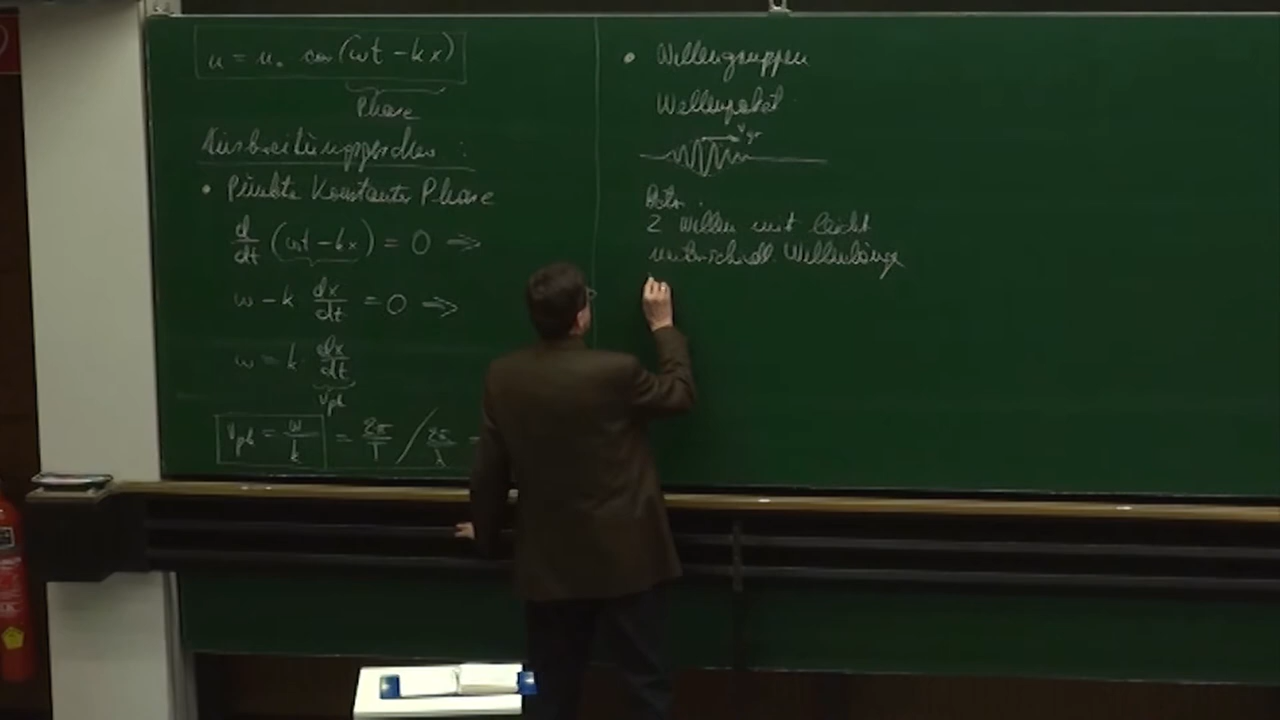 u = u₀ cos(ωt − kx)
Phase
Ausbreitungsgeschw. :
• Punkte Konstanter Phase
d/dt (ωt − kx) = 0 ⇒
ω − k dx/dt = 0 ⇒
ω = k dx/dt
v_ph
v_ph = ω/k = 2π/T / 2π/λ =
• Wellengruppen
Wellenpaket
v_gr
Betr.
2 Wellen mit leicht
unterschiedl. Wellenlänge